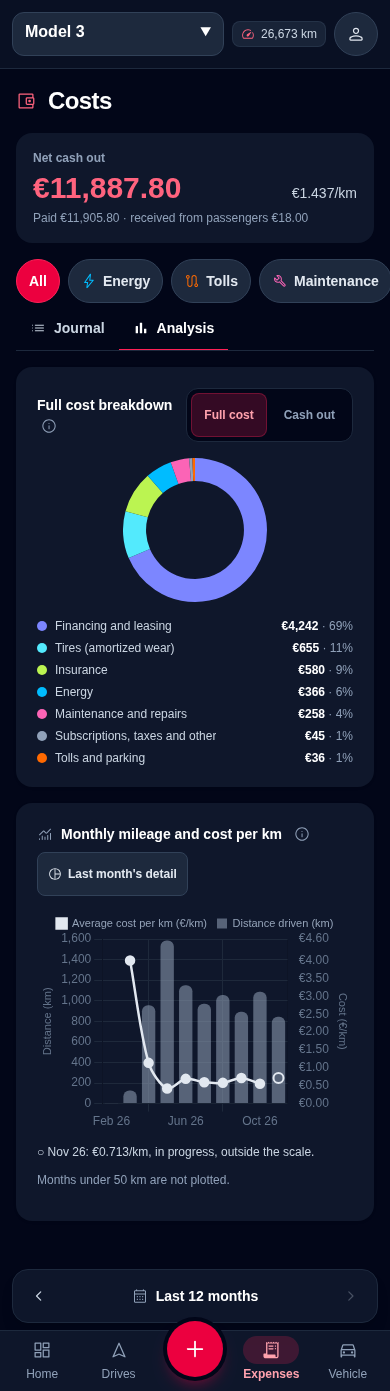 Model 3 ▼
26,673 km
Costs
Net cash out
€11,887.80
€1.437/km
Paid €11,905.80 · received from passengers €18.00
All
Energy
Tolls
Maintenance
Journal
Analysis
Full cost breakdown
Full cost
Cash out
Financing and leasing €4,242 · 69%
Tires (amortized wear) €655 · 11%
Insurance €580 · 9%
Energy €366 · 6%
Maintenance and repairs €258 · 4%
Subscriptions, taxes and other €45 · 1%
Tolls and parking €36 · 1%
Monthly mileage and cost per km
Last month's detail
Average cost per km (€/km) Distance driven (km)
1,600 €4.60
1,400 €4.00
1,200 €3.50
1,000 €3.00
800 €2.50
600 €2.00
400 €1.50
200 €1.00
0 €0.50
€0.00
Distance (km)
Cost (€/km)
Feb 26 Jun 26 Oct 26
○ Nov 26: €0.713/km, in progress, outside the scale.
Months under 50 km are not plotted.
Last 12 months
Home
Drives
Expenses
Vehicle